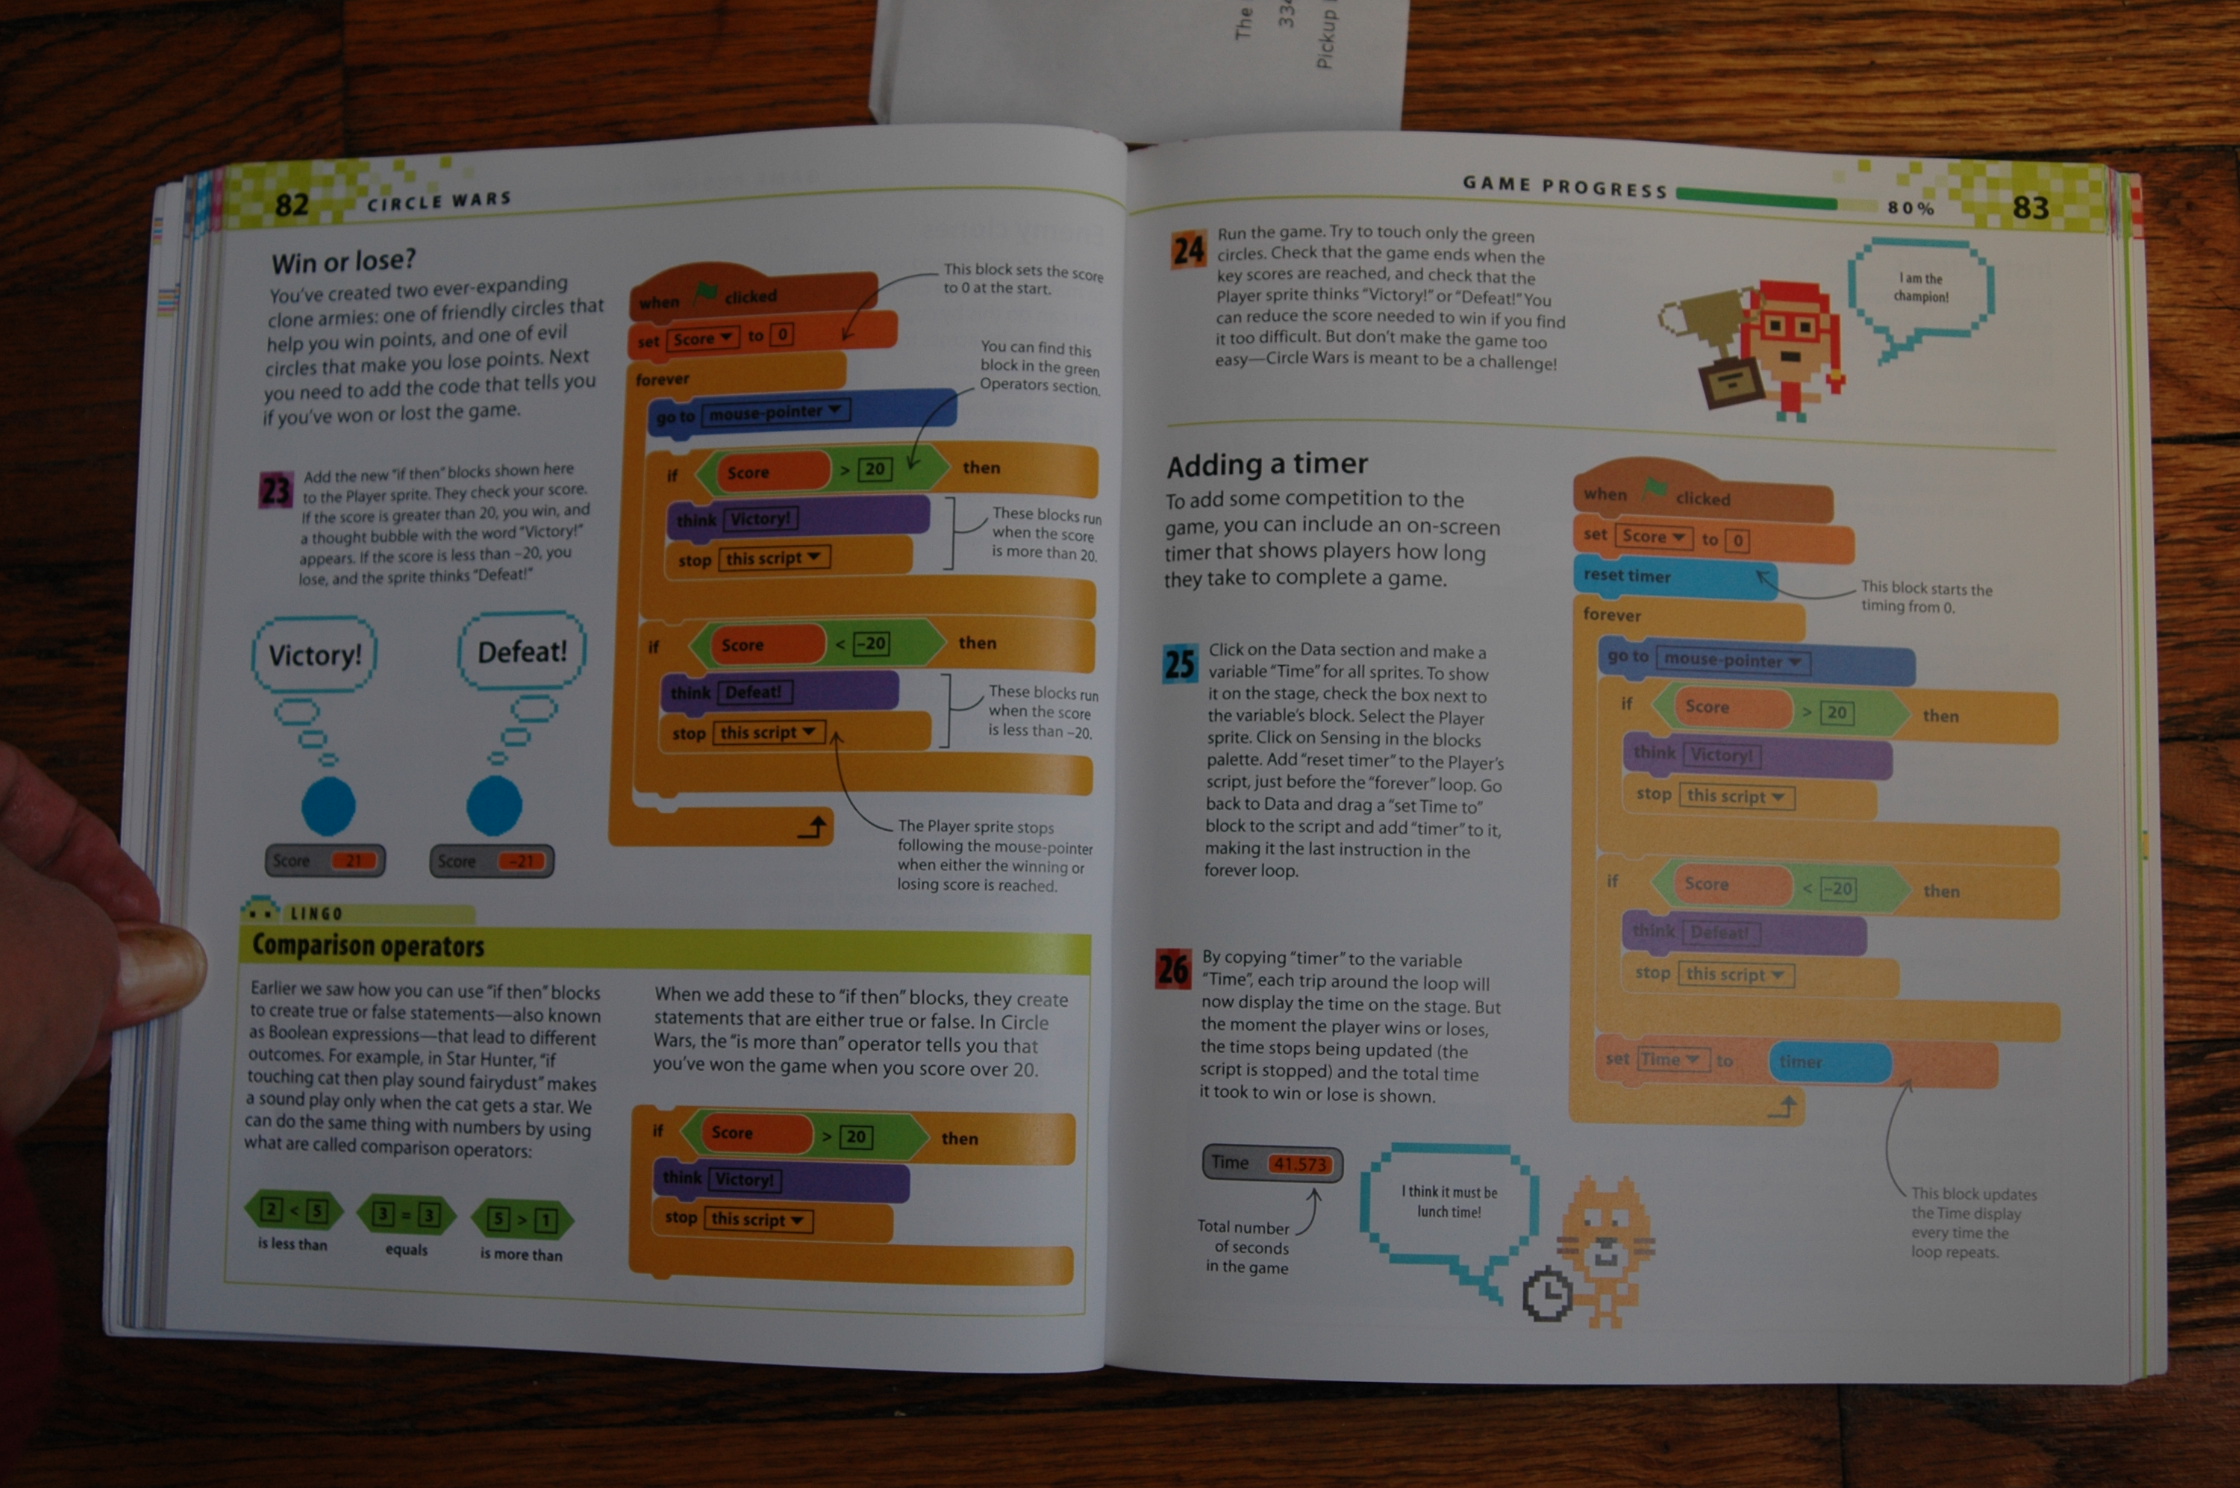 The
334
Pickup
82
CIRCLE WARS
Win or lose?
You've created two ever-expanding
clone armies: one of friendly circles that
help you win points, and one of evil
circles that make you lose points. Next
you need to add the code that tells you
if you've won or lost the game.
23
Add the new "if then" blocks shown here
to the Player sprite. They check your score.
If the score is greater than 20, you win, and
a thought bubble with the word "Victory!"
appears. If the score is less than –20, you
lose, and the sprite thinks "Defeat!"
Victory!
Defeat!
Score 21
Score –21
when clicked
set Score to 0
forever
go to mouse-pointer
if Score > 20 then
think Victory!
stop this script
if Score < –20 then
think Defeat!
stop this script
This block sets the score
to 0 at the start.
You can find this
block in the green
Operators section.
These blocks run
when the score
is more than 20.
These blocks run
when the score
is less than –20.
The Player sprite stops
following the mouse-pointer
when either the winning or
losing score is reached.
LINGO
Comparison operators
Earlier we saw how you can use "if then" blocks
to create true or false statements—also known
as Boolean expressions—that lead to different
outcomes. For example, in Star Hunter, "if
touching cat then play sound fairydust" makes
a sound play only when the cat gets a star. We
can do the same thing with numbers by using
what are called comparison operators:
2 < 5
3 = 3
5 > 1
is less than
equals
is more than
When we add these to "if then" blocks, they create
statements that are either true or false. In Circle
Wars, the "is more than" operator tells you that
you've won the game when you score over 20.
if Score > 20 then
think Victory!
stop this script
GAME PROGRESS
80%
83
24
Run the game. Try to touch only the green
circles. Check that the game ends when the
key scores are reached, and check that the
Player sprite thinks "Victory!" or "Defeat!" You
can reduce the score needed to win if you find
it too difficult. But don't make the game too
easy—Circle Wars is meant to be a challenge!
I am the
champion!
Adding a timer
To add some competition to the
game, you can include an on-screen
timer that shows players how long
they take to complete a game.
25
Click on the Data section and make a
variable "Time" for all sprites. To show
it on the stage, check the box next to
the variable's block. Select the Player
sprite. Click on Sensing in the blocks
palette. Add "reset timer" to the Player's
script, just before the "forever" loop. Go
back to Data and drag a "set Time to"
block to the script and add "timer" to it,
making it the last instruction in the
forever loop.
26
By copying "timer" to the variable
"Time", each trip around the loop will
now display the time on the stage. But
the moment the player wins or loses,
the time stops being updated (the
script is stopped) and the total time
it took to win or lose is shown.
Time 41.573
Total number
of seconds
in the game
I think it must be
lunch time!
when clicked
set Score to 0
reset timer
forever
go to mouse-pointer
if Score > 20 then
think Victory!
stop this script
if Score < –20 then
think Defeat!
stop this script
set Time to timer
This block starts the
timing from 0.
This block updates
the Time display
every time the
loop repeats.